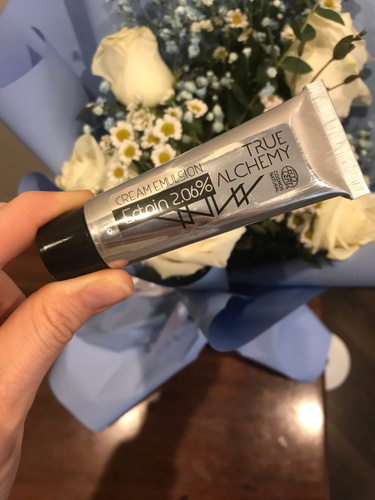 CREAM EMULSION
Ectoin 2.06%
TRUE
ALCHEMY